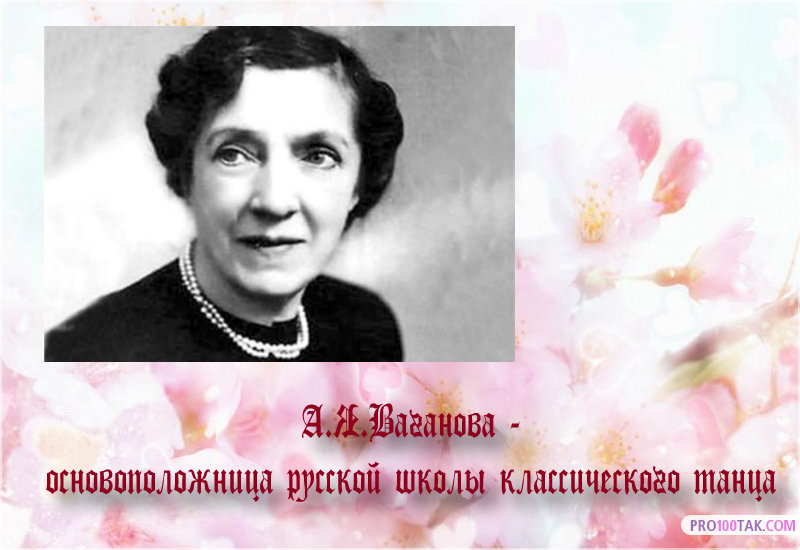 А.Я.Ваганова -
основоположница русской школы классического танца
PRO100TAK.COM